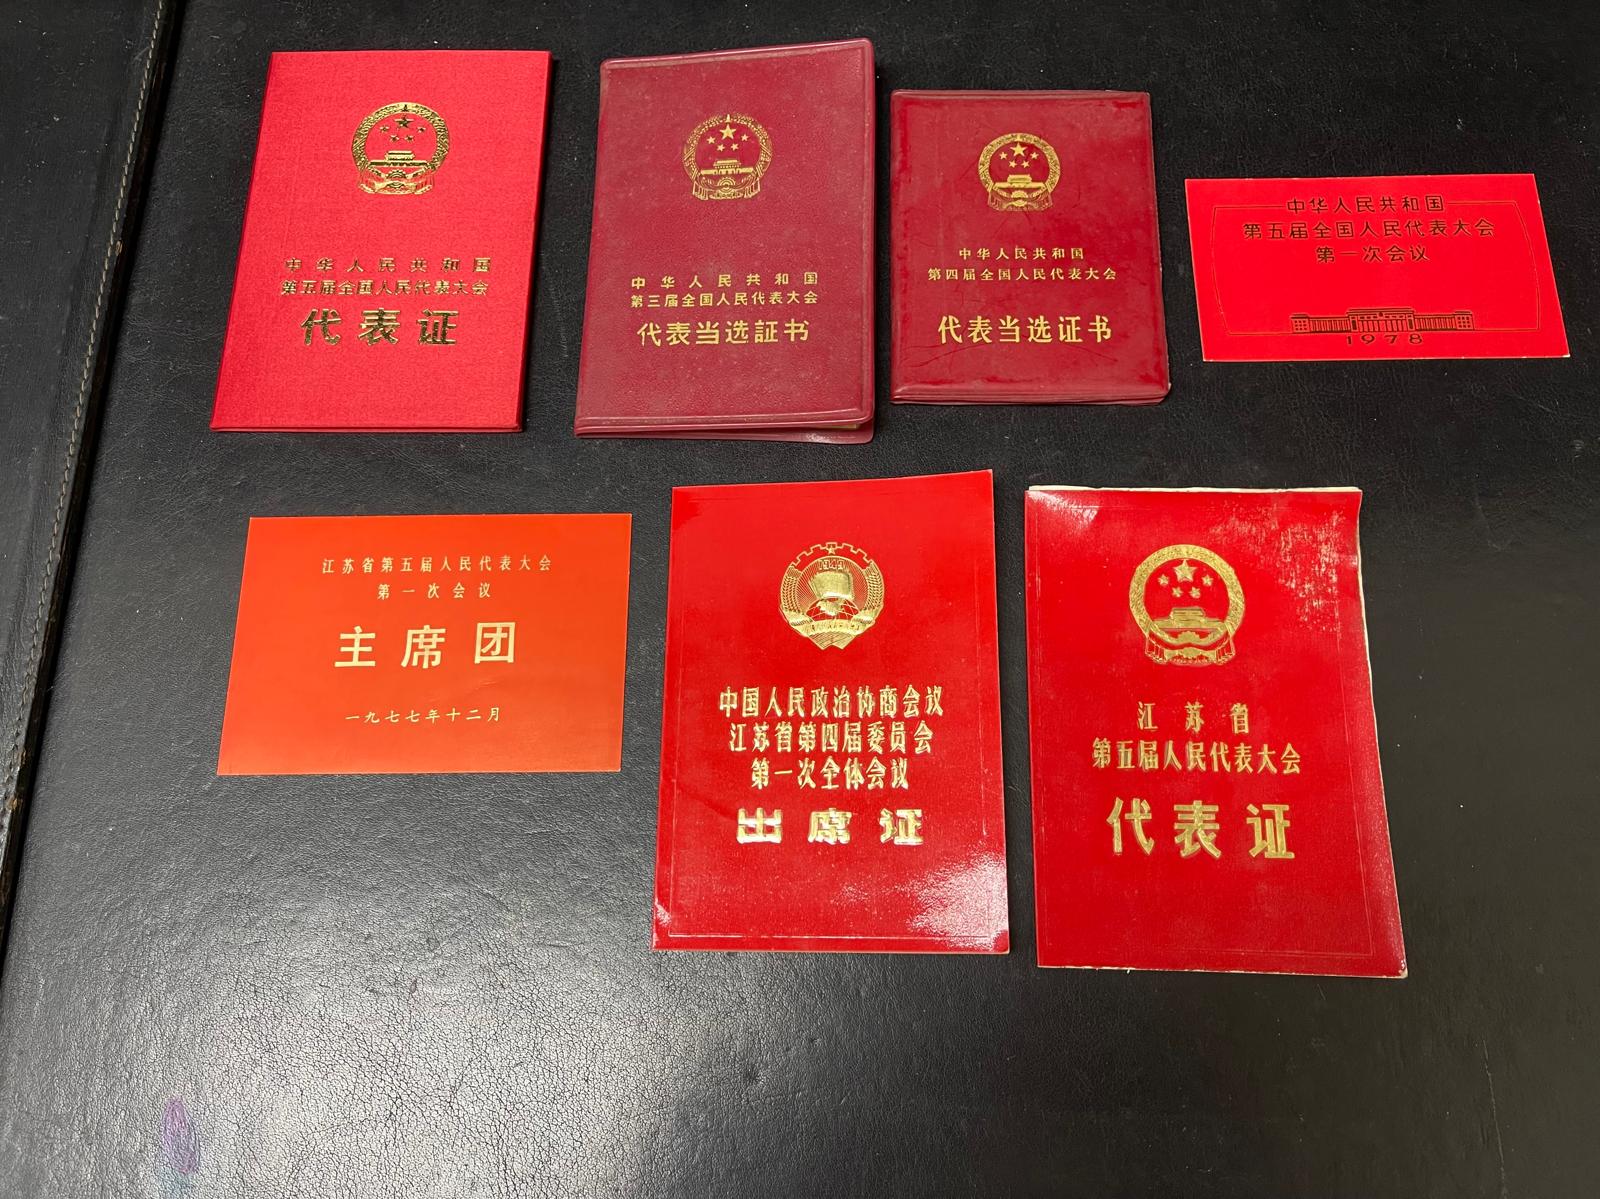 中华人民共和国
第五届全国人民代表大会
代表证
中华人民共和国
第三届全国人民代表大会
代表当选証书
中华人民共和国
第四届全国人民代表大会
代表当选证书
中华人民共和国
第五届全国人民代表大会
第一次会议
1978
江苏省第五届人民代表大会
第一次会议
主席团
一九七七年十二月
1949
中国人民政治协商会议
江苏省第四届委员会
第一次全体会议
出席证
江苏省
第五届人民代表大会
代表证